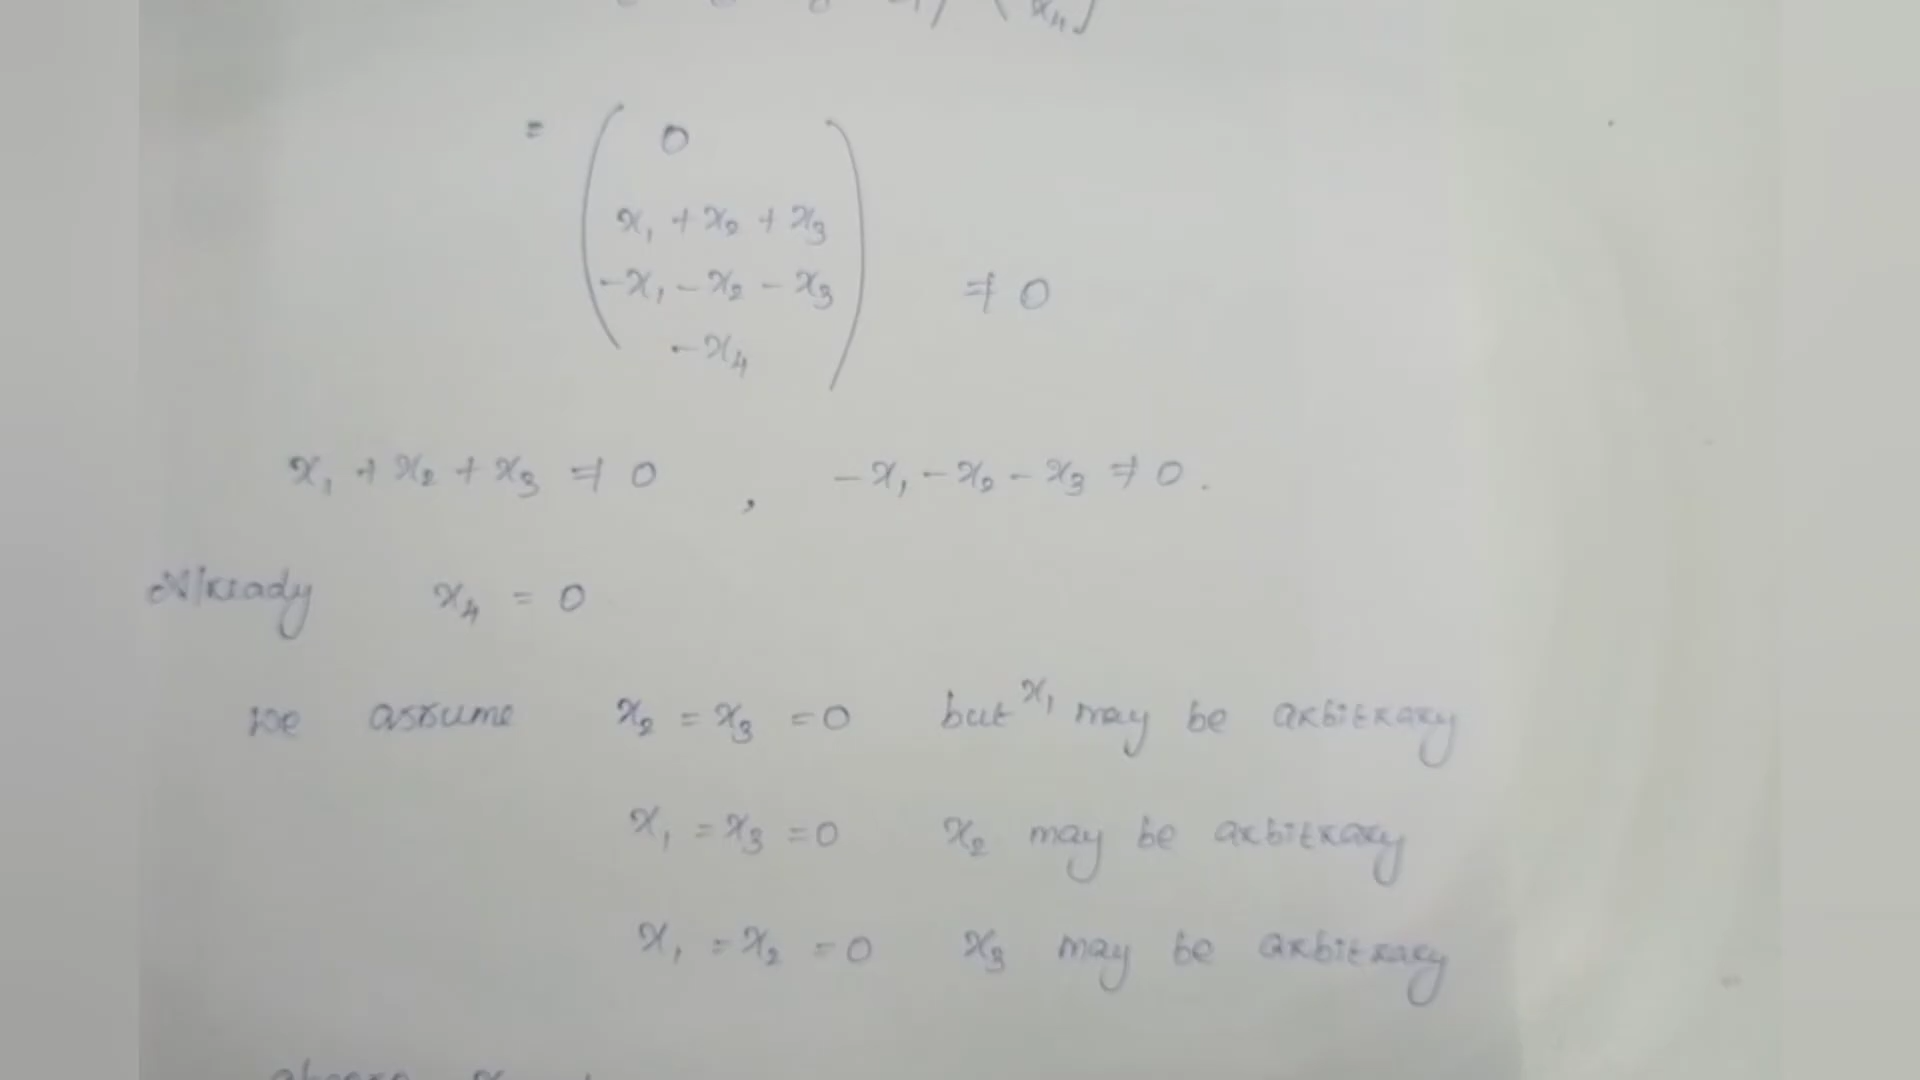 x₄
= ( 0
x₁ + x₂ + x₃
-x₁ - x₂ - x₃
-x₄ ) ≠ 0
x₁ + x₂ + x₃ ≠ 0 , -x₁ - x₂ - x₃ ≠ 0.
Already x₄ = 0
we assume x₂ = x₃ = 0 but x₁ may be arbitrary
x₁ = x₃ = 0 x₂ may be arbitrary
x₁ = x₂ = 0 x₃ may be arbitrary